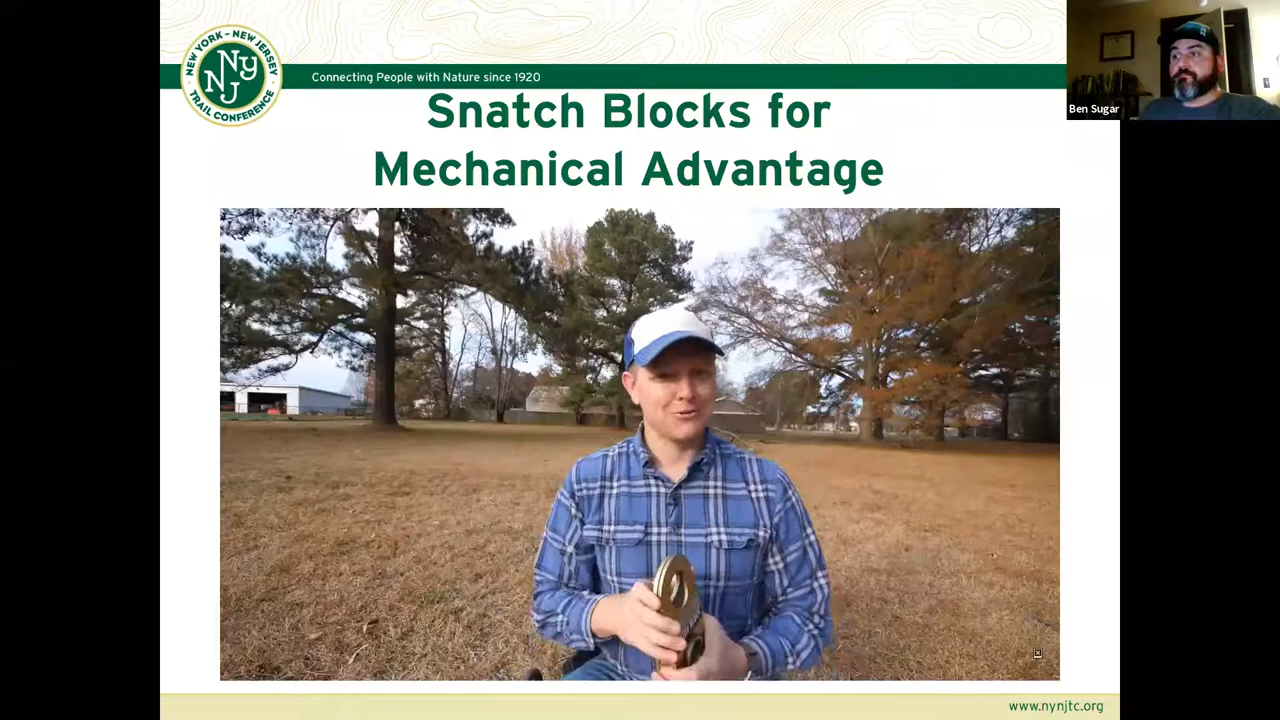 NEW YORK - NEW JERSEY
NY
NJ
TRAIL CONFERENCE
Connecting People with Nature since 1920
Snatch Blocks for
Mechanical Advantage
Ben Sugar
www.nynjtc.org